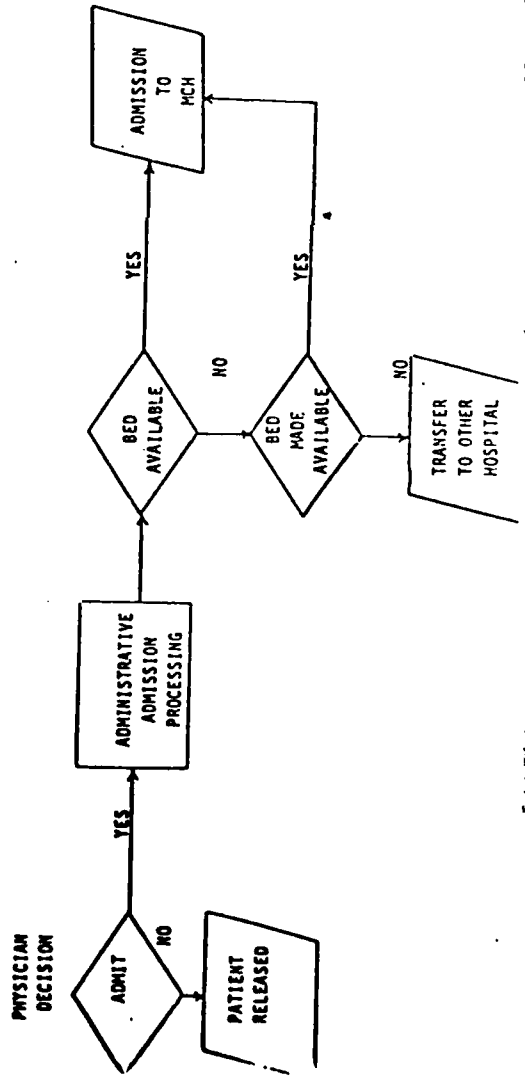 PHYSICIAN
DECISION
ADMIT
YES
NO
PATIENT
RELEASED
ADMINISTRATIVE
ADMISSION
PROCESSING
BED
AVAILABLE
YES
NO
BED
MADE
AVAILABLE
YES
NO
ADMISSION
TO
MCH
TRANSFER
TO OTHER
HOSPITAL